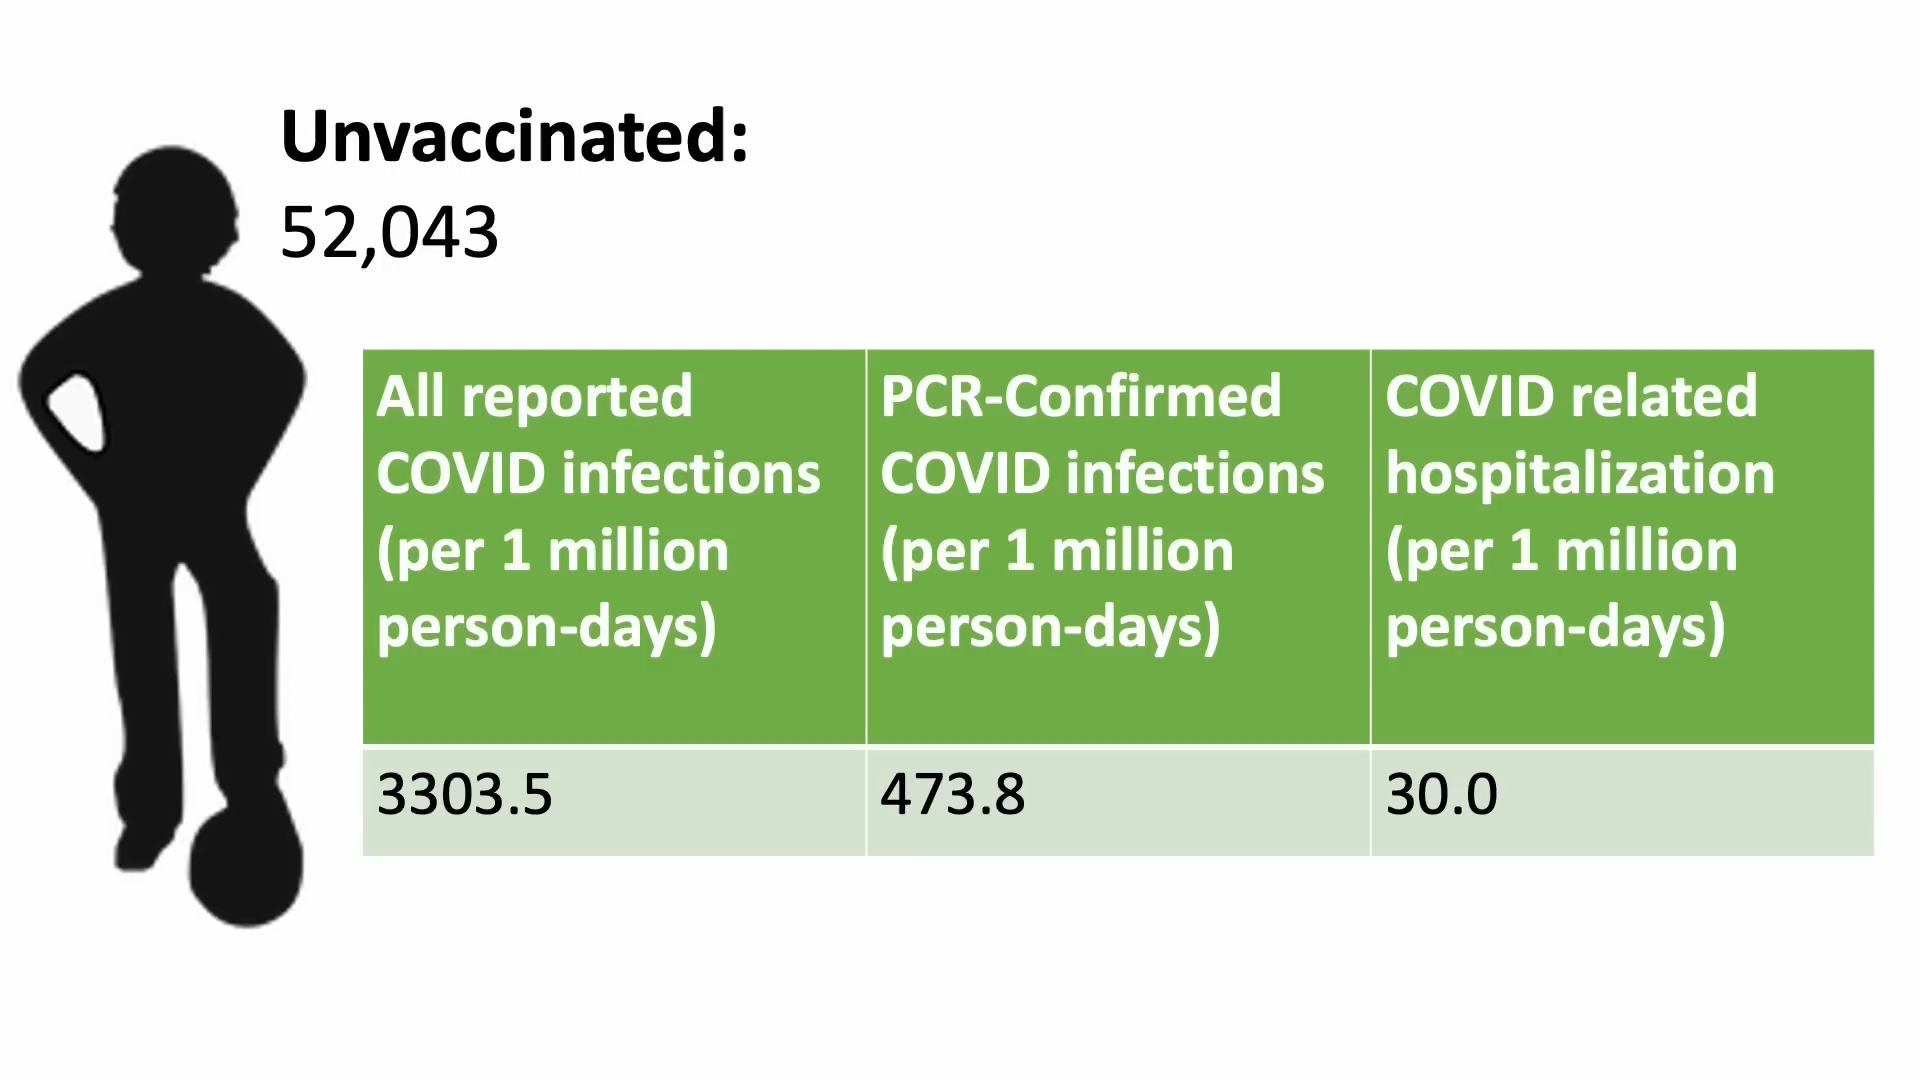 Unvaccinated:
52,043
All reported
COVID infections
(per 1 million
person-days)
PCR-Confirmed
COVID infections
(per 1 million
person-days)
COVID related
hospitalization
(per 1 million
person-days)
3303.5
473.8
30.0